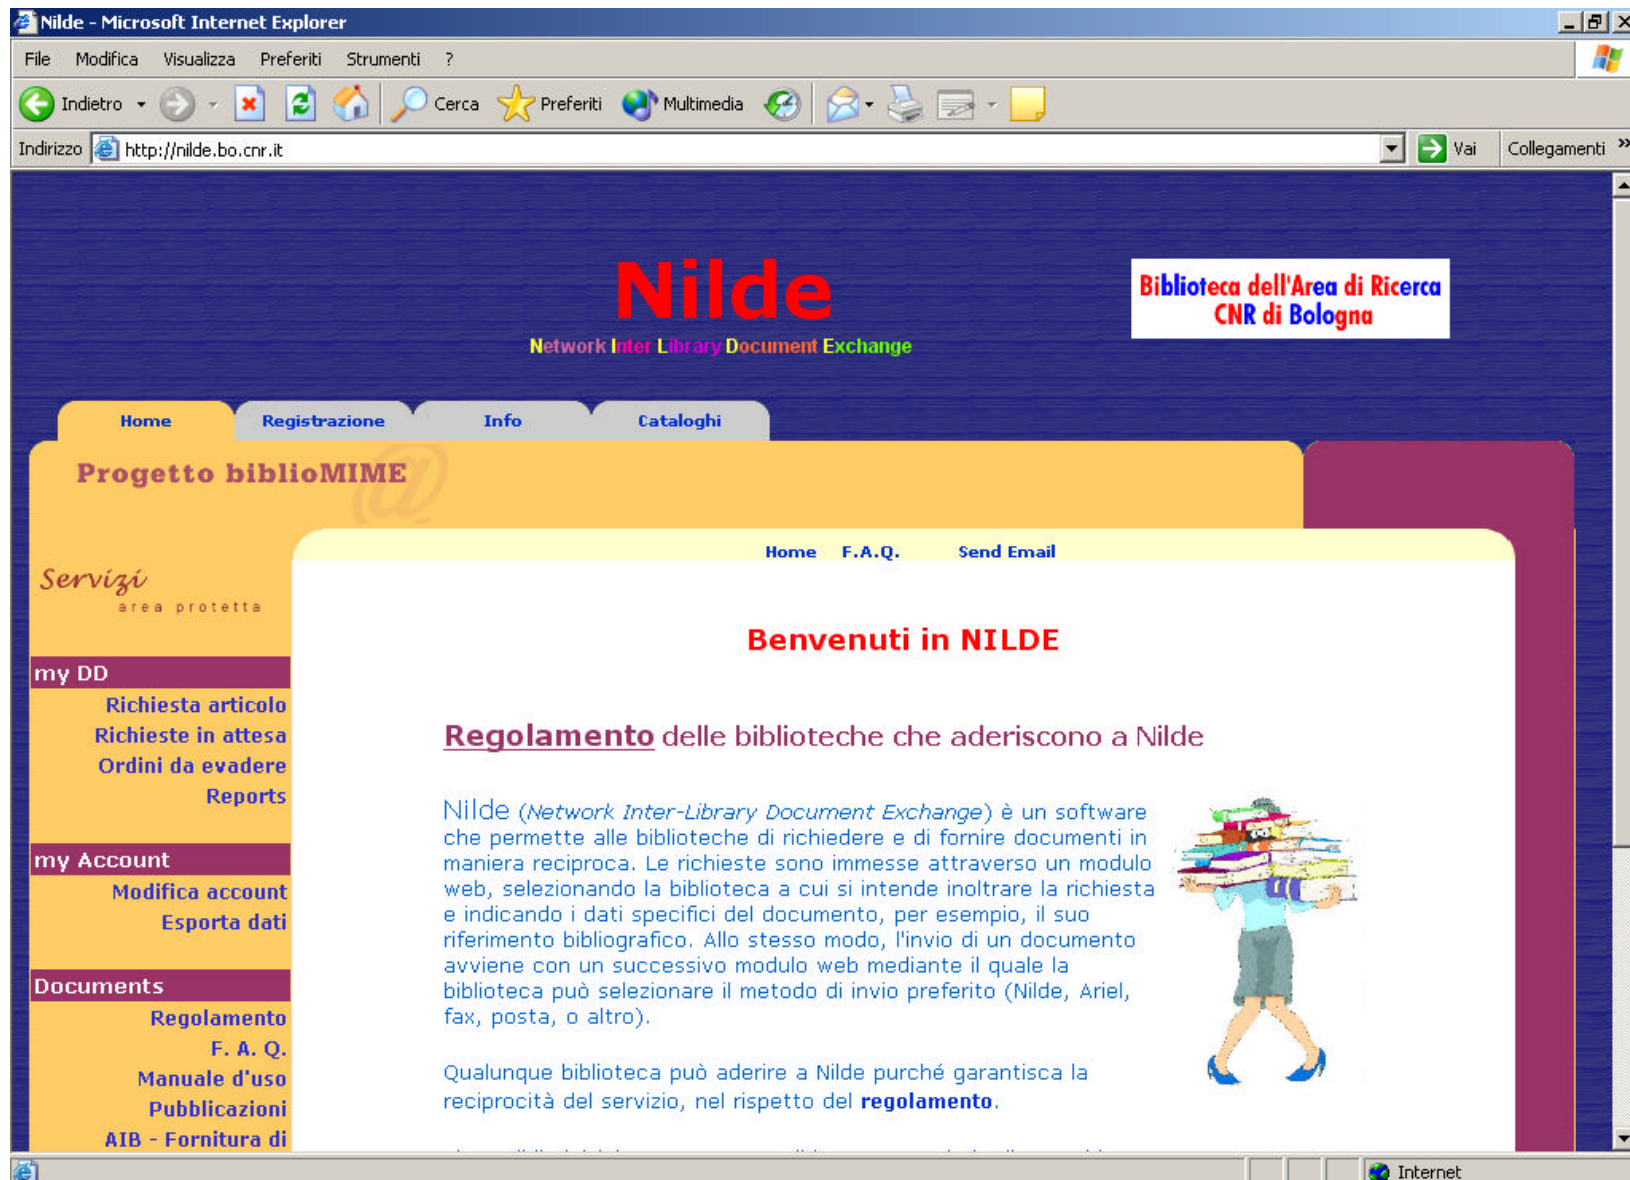 Nilde - Microsoft Internet Explorer
File Modifica Visualizza Preferiti Strumenti ?
Indietro Cerca Preferiti Multimedia
Indirizzo http://nilde.bo.cnr.it Vai Collegamenti »
Nilde
Network Inter Library Document Exchange
Biblioteca dell'Area di Ricerca
CNR di Bologna
Home Registrazione Info Cataloghi
Progetto biblioMIME
@
Home F.A.Q. Send Email
Servizi
area protetta
my DD
Richiesta articolo
Richieste in attesa
Ordini da evadere
Reports
my Account
Modifica account
Esporta dati
Documents
Regolamento
F. A. Q.
Manuale d'uso
Pubblicazioni
AIB - Fornitura di
Benvenuti in NILDE
Regolamento delle biblioteche che aderiscono a Nilde
Nilde (Network Inter-Library Document Exchange) è un software
che permette alle biblioteche di richiedere e di fornire documenti in
maniera reciproca. Le richieste sono immesse attraverso un modulo
web, selezionando la biblioteca a cui si intende inoltrare la richiesta
e indicando i dati specifici del documento, per esempio, il suo
riferimento bibliografico. Allo stesso modo, l'invio di un documento
avviene con un successivo modulo web mediante il quale la
biblioteca può selezionare il metodo di invio preferito (Nilde, Ariel,
fax, posta, o altro).
Qualunque biblioteca può aderire a Nilde purché garantisca la
reciprocità del servizio, nel rispetto del regolamento.
Internet